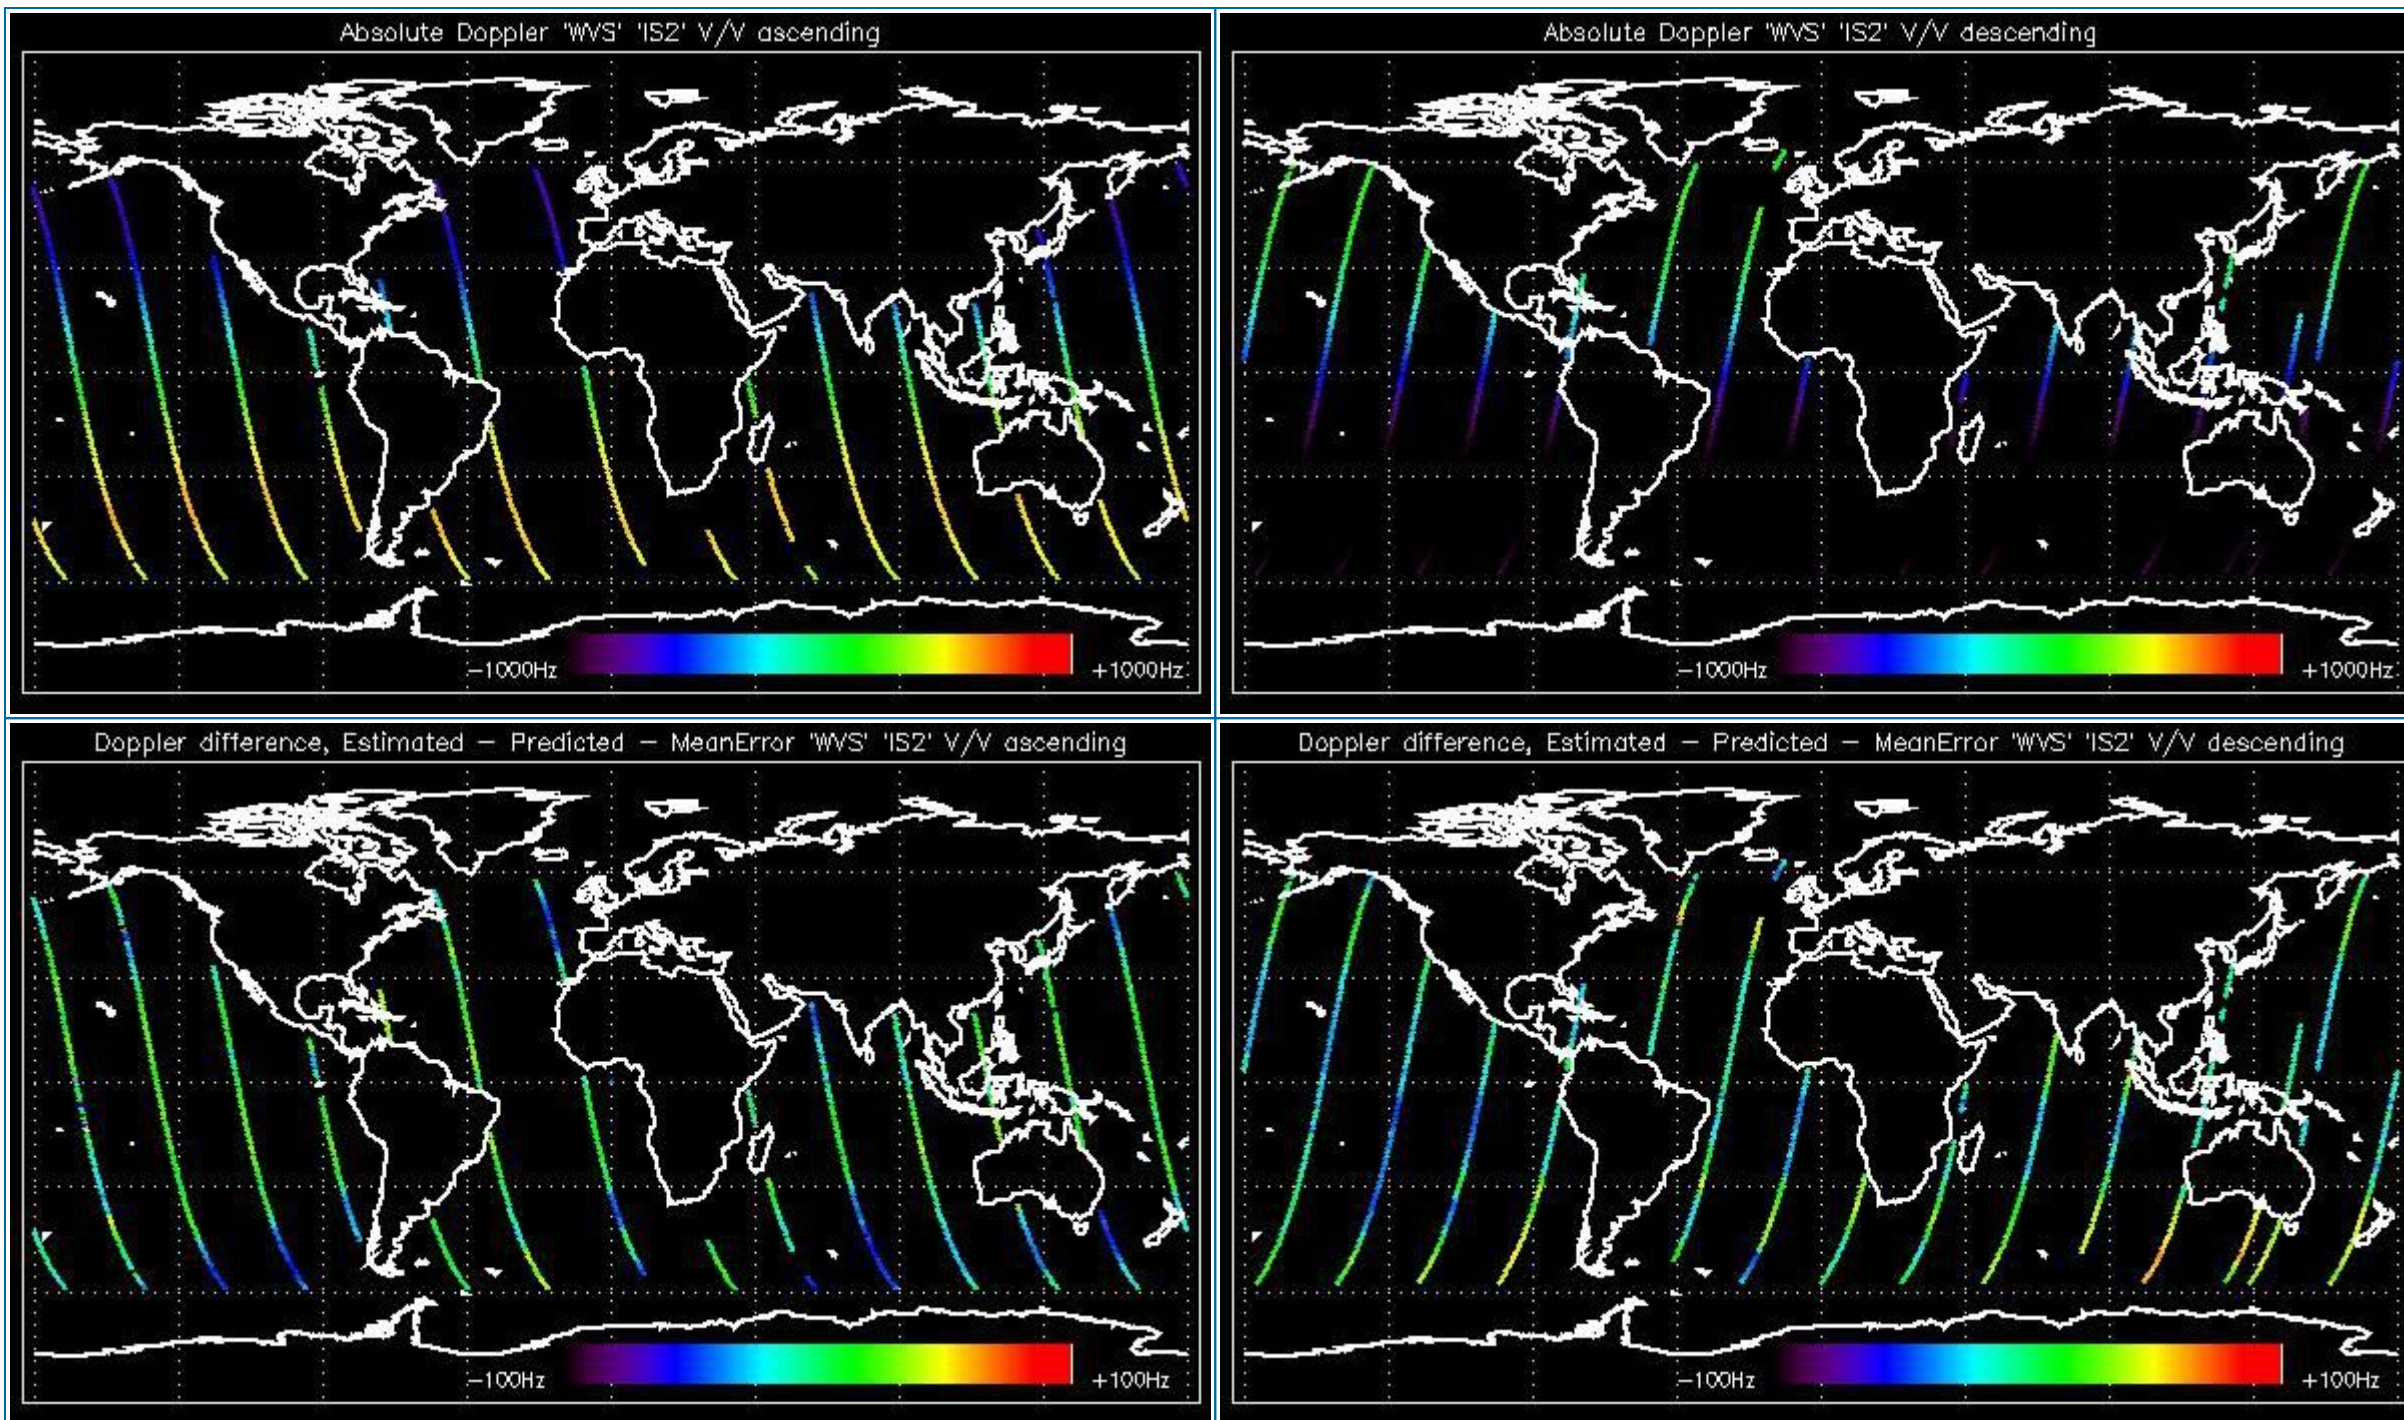 Absolute Doppler 'WVS' 'IS2' V/V ascending
−1000Hz
+1000Hz
Absolute Doppler 'WVS' 'IS2' V/V descending
−1000Hz
+1000Hz
Doppler difference, Estimated − Predicted − MeanError 'WVS' 'IS2' V/V ascending
−100Hz
+100Hz
Doppler difference, Estimated − Predicted − MeanError 'WVS' 'IS2' V/V descending
−100Hz
+100Hz